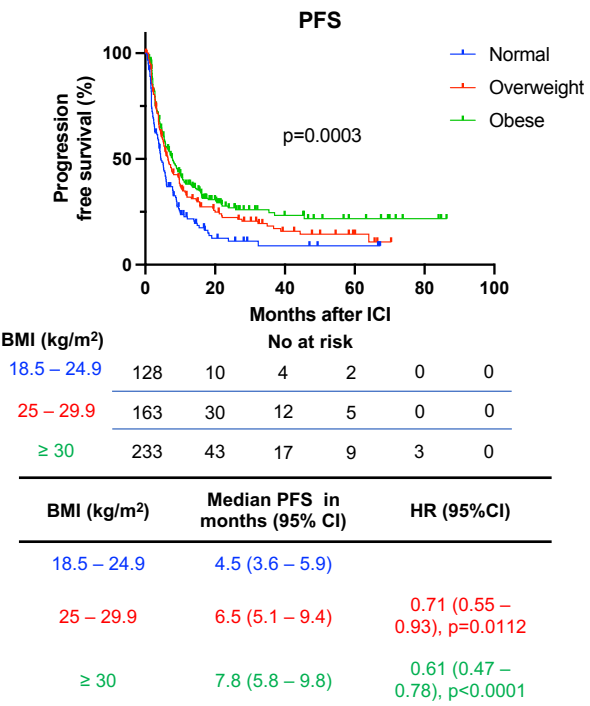 PFS
Progression
free survival (%)
100
50
0
Normal
Overweight
Obese
p=0.0003
0 20 40 60 80 100
Months after ICI
BMI (kg/m²) No at risk
18.5 – 24.9 128 10 4 2 0 0
25 – 29.9 163 30 12 5 0 0
≥ 30 233 43 17 9 3 0
BMI (kg/m²) Median PFS in HR (95%CI)
months (95% CI)
18.5 – 24.9 4.5 (3.6 – 5.9)
25 – 29.9 6.5 (5.1 – 9.4) 0.71 (0.55 –
0.93), p=0.0112
≥ 30 7.8 (5.8 – 9.8) 0.61 (0.47 –
0.78), p<0.0001